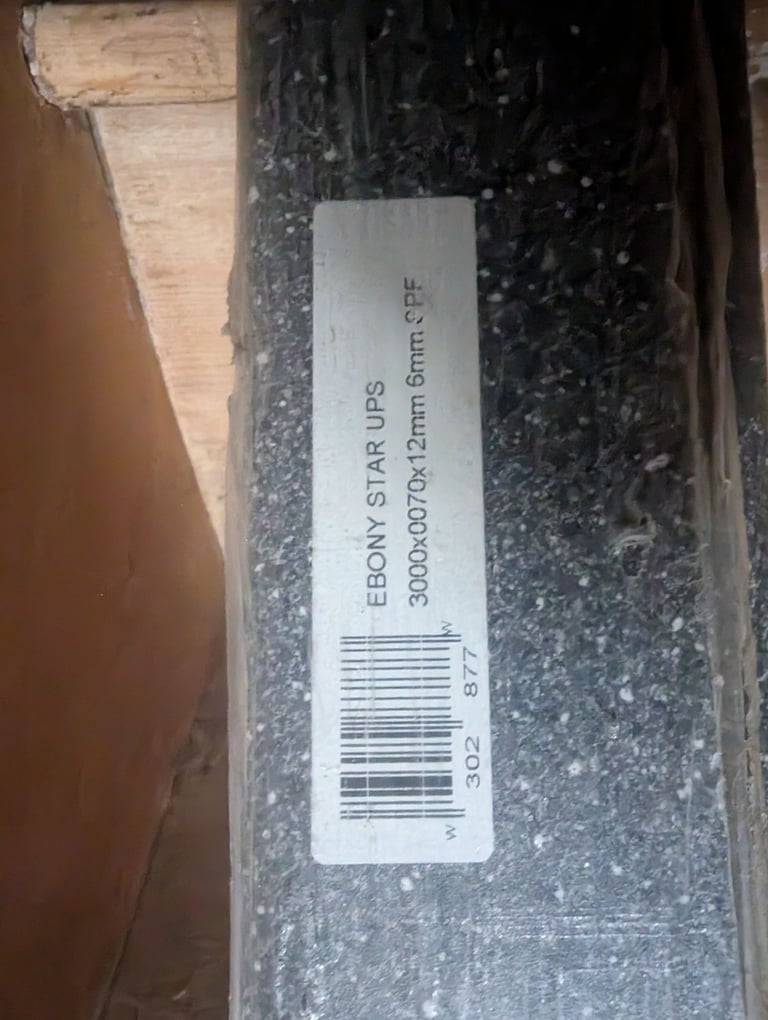 EBONY STAR UPS
3000x0070x12mm 6mm
W 302 877 W